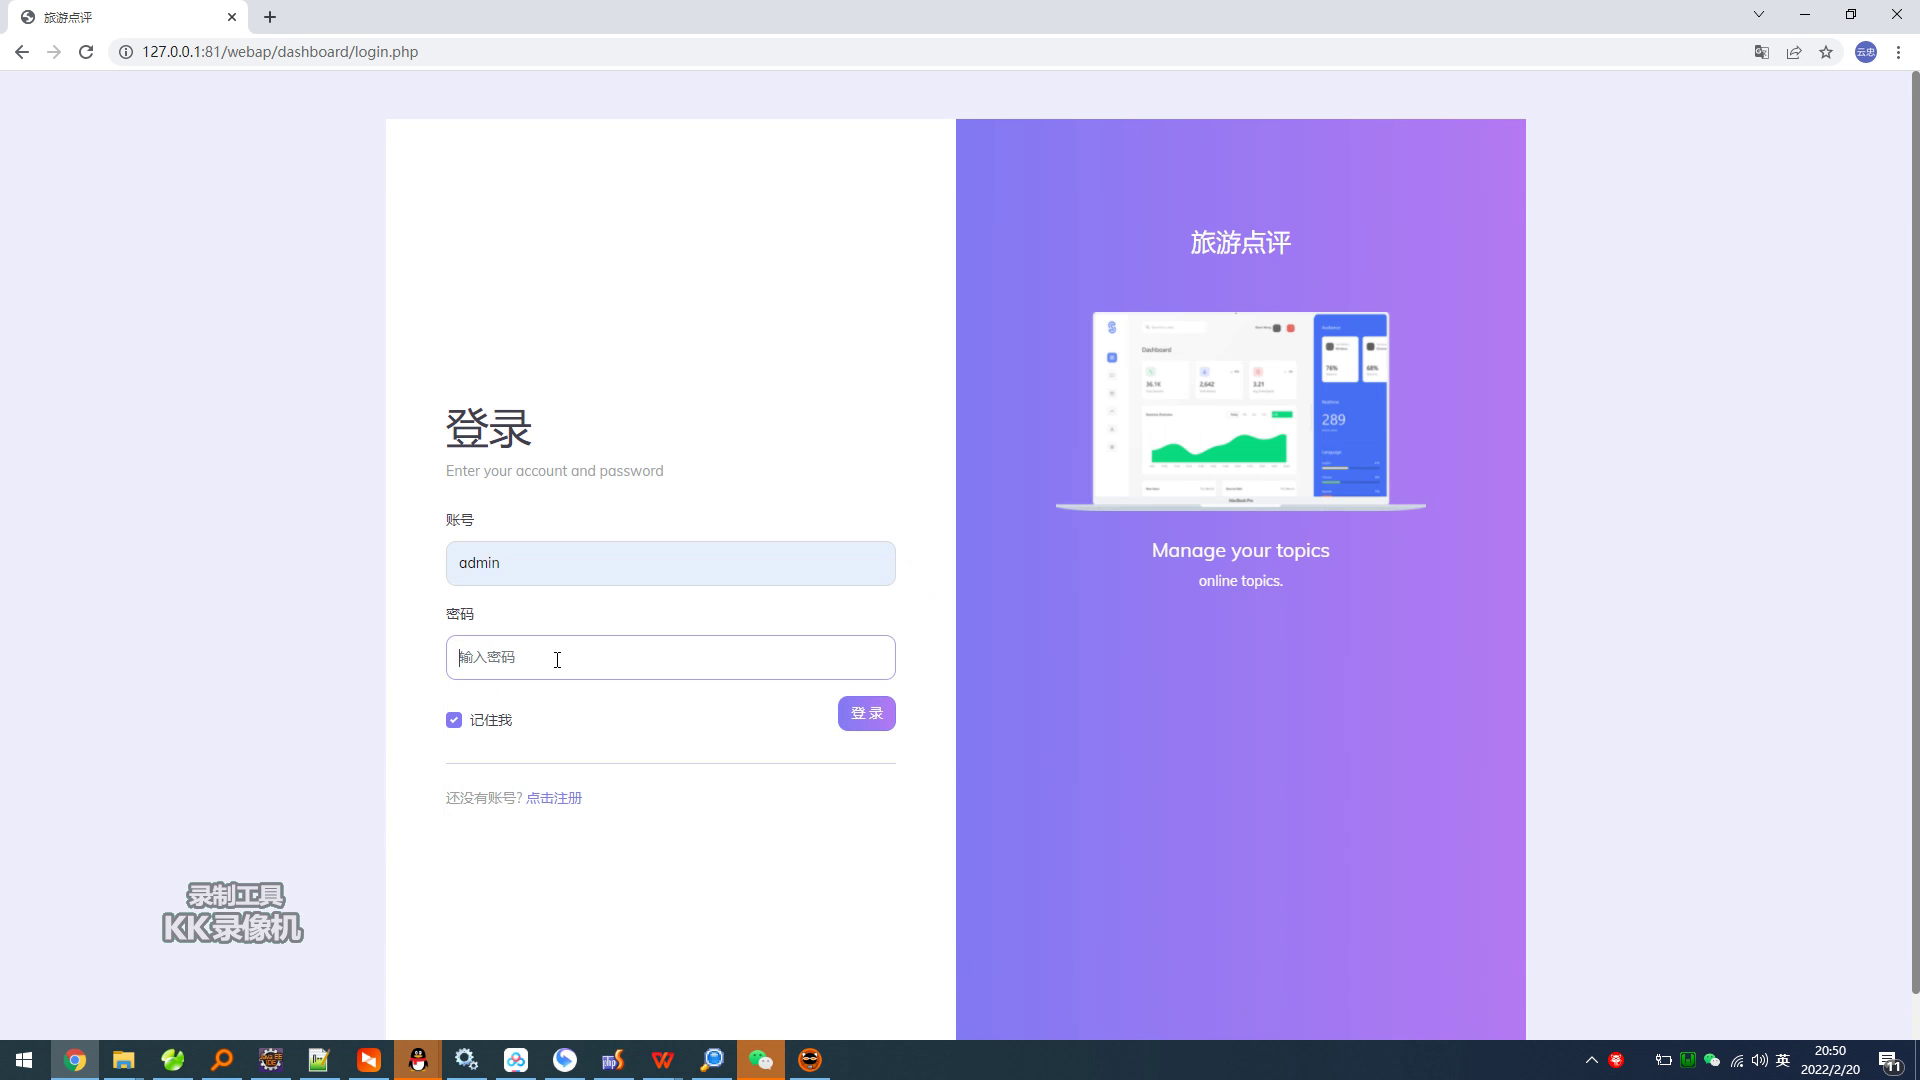 旅游点评
127.0.0.1:81/webap/dashboard/login.php
云忠
旅游点评
Dashboard
36.1K
2,642
3.21
76%
68%
289
登录
Enter your account and password
账号
admin
密码
输入密码
记住我
登 录
还没有账号? 点击注册
Manage your topics
online topics.
录制工具
KK录像机
英
20:50
2022/2/20
11